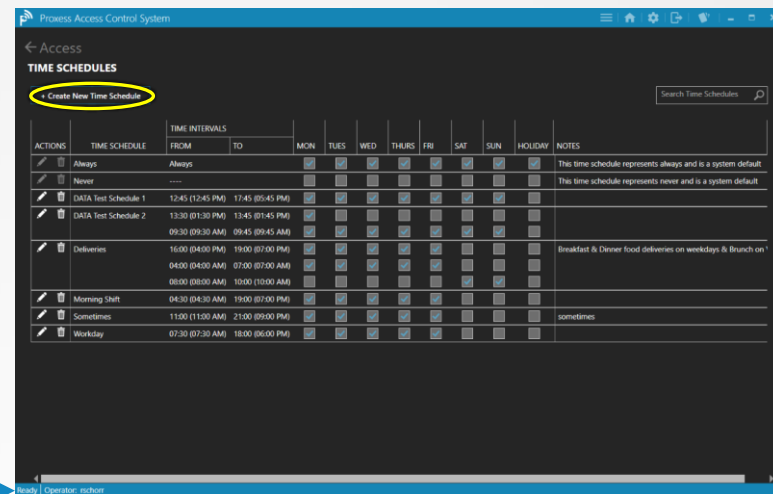 Proxess Access Control System
Access
TIME SCHEDULES
+ Create New Time Schedule
Search Time Schedules
TIME INTERVALS
ACTIONS TIME SCHEDULE FROM TO MON TUES WED THURS FRI SAT SUN HOLIDAY NOTES
Always Always This time schedule represents always and is a system default
Never ---- This time schedule represents never and is a system default
DATA Test Schedule 1 12:45 (12:45 PM) 17:45 (05:45 PM)
DATA Test Schedule 2 13:30 (01:30 PM) 13:45 (01:45 PM)
09:30 (09:30 AM) 09:45 (09:45 AM)
Deliveries 16:00 (04:00 PM) 19:00 (07:00 PM) Breakfast & Dinner food deliveries on weekdays & Brunch on
04:00 (04:00 AM) 07:00 (07:00 AM)
08:00 (08:00 AM) 10:00 (10:00 AM)
Morning Shift 04:30 (04:30 AM) 19:00 (07:00 PM)
Sometimes 11:00 (11:00 AM) 21:00 (09:00 PM) sometimes
Workday 07:30 (07:30 AM) 18:00 (06:00 PM)
Ready Operator: rschorr